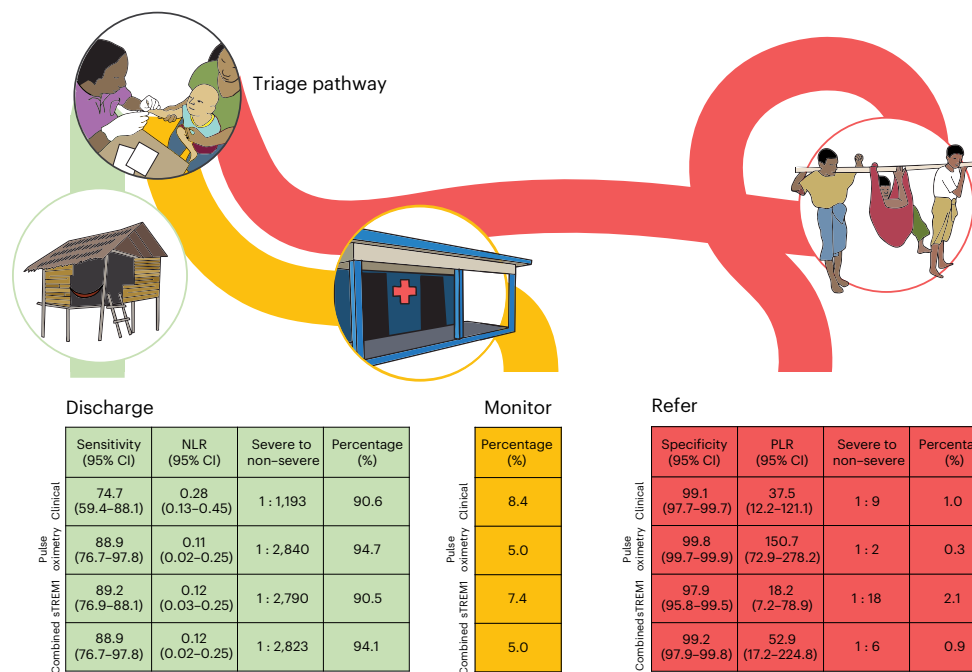 Triage pathway
Discharge
Sensitivity (95% CI) NLR (95% CI) Severe to non–severe Percentage (%)
Clinical 74.7 (59.4–88.1) 0.28 (0.13–0.45) 1 : 1,193 90.6
Pulse oximetry 88.9 (76.7–97.8) 0.11 (0.02–0.25) 1 : 2,840 94.7
sTREM1 89.2 (76.9–88.1) 0.12 (0.03–0.25) 1 : 2,790 90.5
Combined 88.9 (76.7–97.8) 0.12 (0.02–0.25) 1 : 2,823 94.1
Monitor
Percentage (%)
Clinical 8.4
Pulse oximetry 5.0
sTREM1 7.4
Combined 5.0
Refer
Specificity (95% CI) PLR (95% CI) Severe to non–severe (%)
Clinical 99.1 (97.7–99.7) 37.5 (12.2–121.1) 1 : 9 1.0
Pulse oximetry 99.8 (99.7–99.9) 150.7 (72.9–278.2) 1 : 2 0.3
sTREM1 97.9 (95.8–99.5) 18.2 (7.2–78.9) 1 : 18 2.1
Combined 99.2 (97.9–99.8) 52.9 (17.2–224.8) 1 : 6 0.9